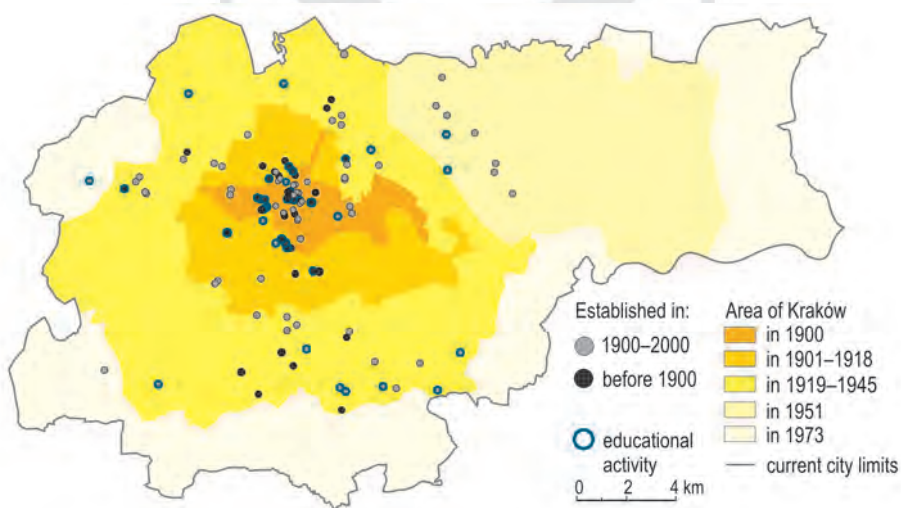 Established in:
1900–2000
before 1900
educational
activity
0 2 4 km
Area of Kraków
in 1900
in 1901–1918
in 1919–1945
in 1951
in 1973
current city limits